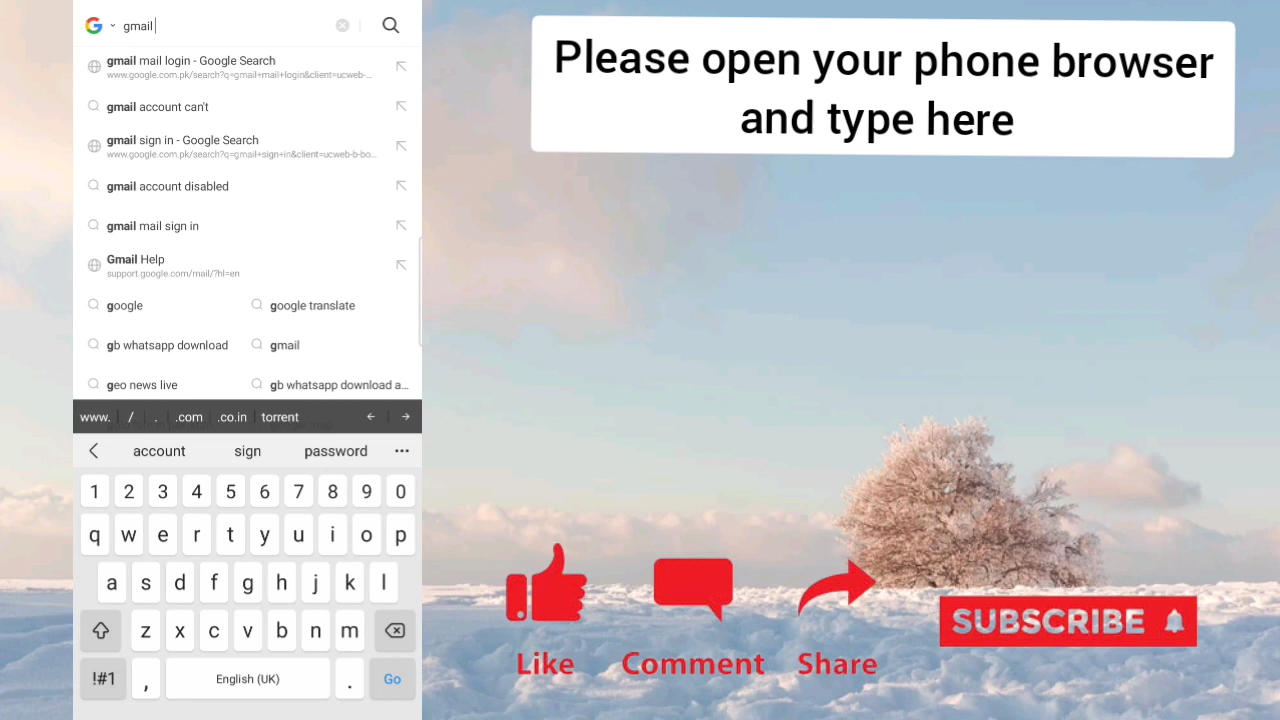 gmail
gmail mail login - Google Search
www.google.com.pk/search?q=gmail+mail+login&client=ucweb-...
gmail account can't
gmail sign in - Google Search
www.google.com.pk/search?q=gmail+sign+in&client=ucweb-b-bo...
gmail account disabled
gmail mail sign in
Gmail Help
support.google.com/mail/?hl=en
google google translate
gb whatsapp download gmail
geo news live gb whatsapp download a...
www. / . .com .co.in torrent ← →
account sign password ...
1 2 3 4 5 6 7 8 9 0
q w e r t y u i o p
a s d f g h j k l
z x c v b n m
!#1 , English (UK) . Go
Please open your phone browser
and type here
SUBSCRIBE
Like Comment Share